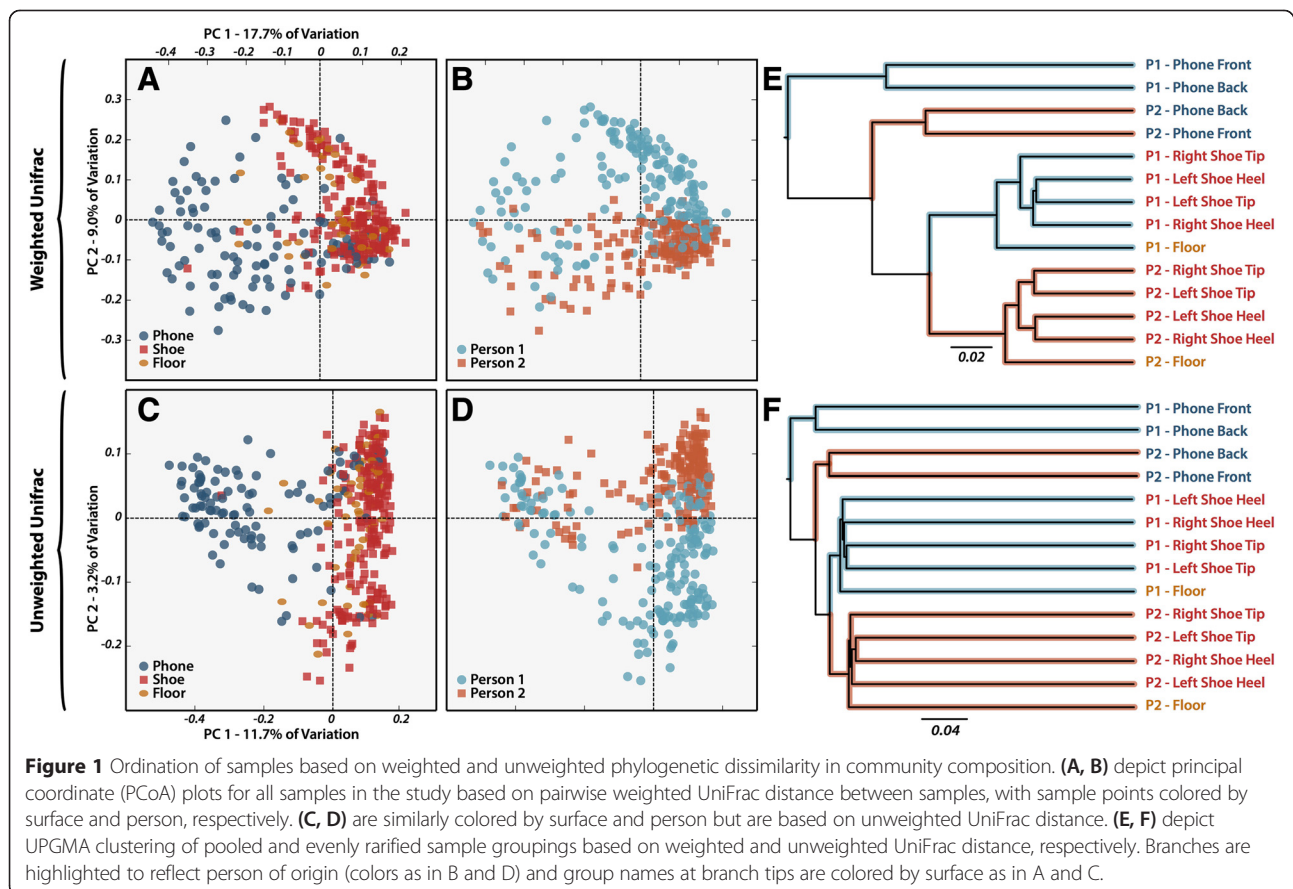 PC 1 - 17.7% of Variation
-0.4 -0.3 -0.2 -0.1 0 0.1 0.2
Weighted Unifrac
PC 2 - 9.0% of Variation
0.3
0.2
0.1
0
-0.1
-0.2
-0.3
A
Phone
Shoe
Floor
B
Person 1
Person 2
E
P1 - Phone Front
P1 - Phone Back
P2 - Phone Back
P2 - Phone Front
P1 - Right Shoe Tip
P1 - Left Shoe Heel
P1 - Left Shoe Tip
P1 - Right Shoe Heel
P1 - Floor
P2 - Right Shoe Tip
P2 - Left Shoe Tip
P2 - Left Shoe Heel
P2 - Right Shoe Heel
P2 - Floor
0.02
Unweighted Unifrac
PC 2 - 3.2% of Variation
0.1
0
-0.1
-0.2
C
Phone
Shoe
Floor
-0.4 -0.2 0 0.2
PC 1 - 11.7% of Variation
D
Person 1
Person 2
F
P1 - Phone Front
P1 - Phone Back
P2 - Phone Back
P2 - Phone Front
P1 - Left Shoe Heel
P1 - Right Shoe Heel
P1 - Right Shoe Tip
P1 - Left Shoe Tip
P1 - Floor
P2 - Right Shoe Tip
P2 - Left Shoe Tip
P2 - Right Shoe Heel
P2 - Left Shoe Heel
P2 - Floor
0.04
Figure 1 Ordination of samples based on weighted and unweighted phylogenetic dissimilarity in community composition. (A, B) depict principal
coordinate (PCoA) plots for all samples in the study based on pairwise weighted UniFrac distance between samples, with sample points colored by
surface and person, respectively. (C, D) are similarly colored by surface and person but are based on unweighted UniFrac distance. (E, F) depict
UPGMA clustering of pooled and evenly rarified sample groupings based on weighted and unweighted UniFrac distance, respectively. Branches are
highlighted to reflect person of origin (colors as in B and D) and group names at branch tips are colored by surface as in A and C.